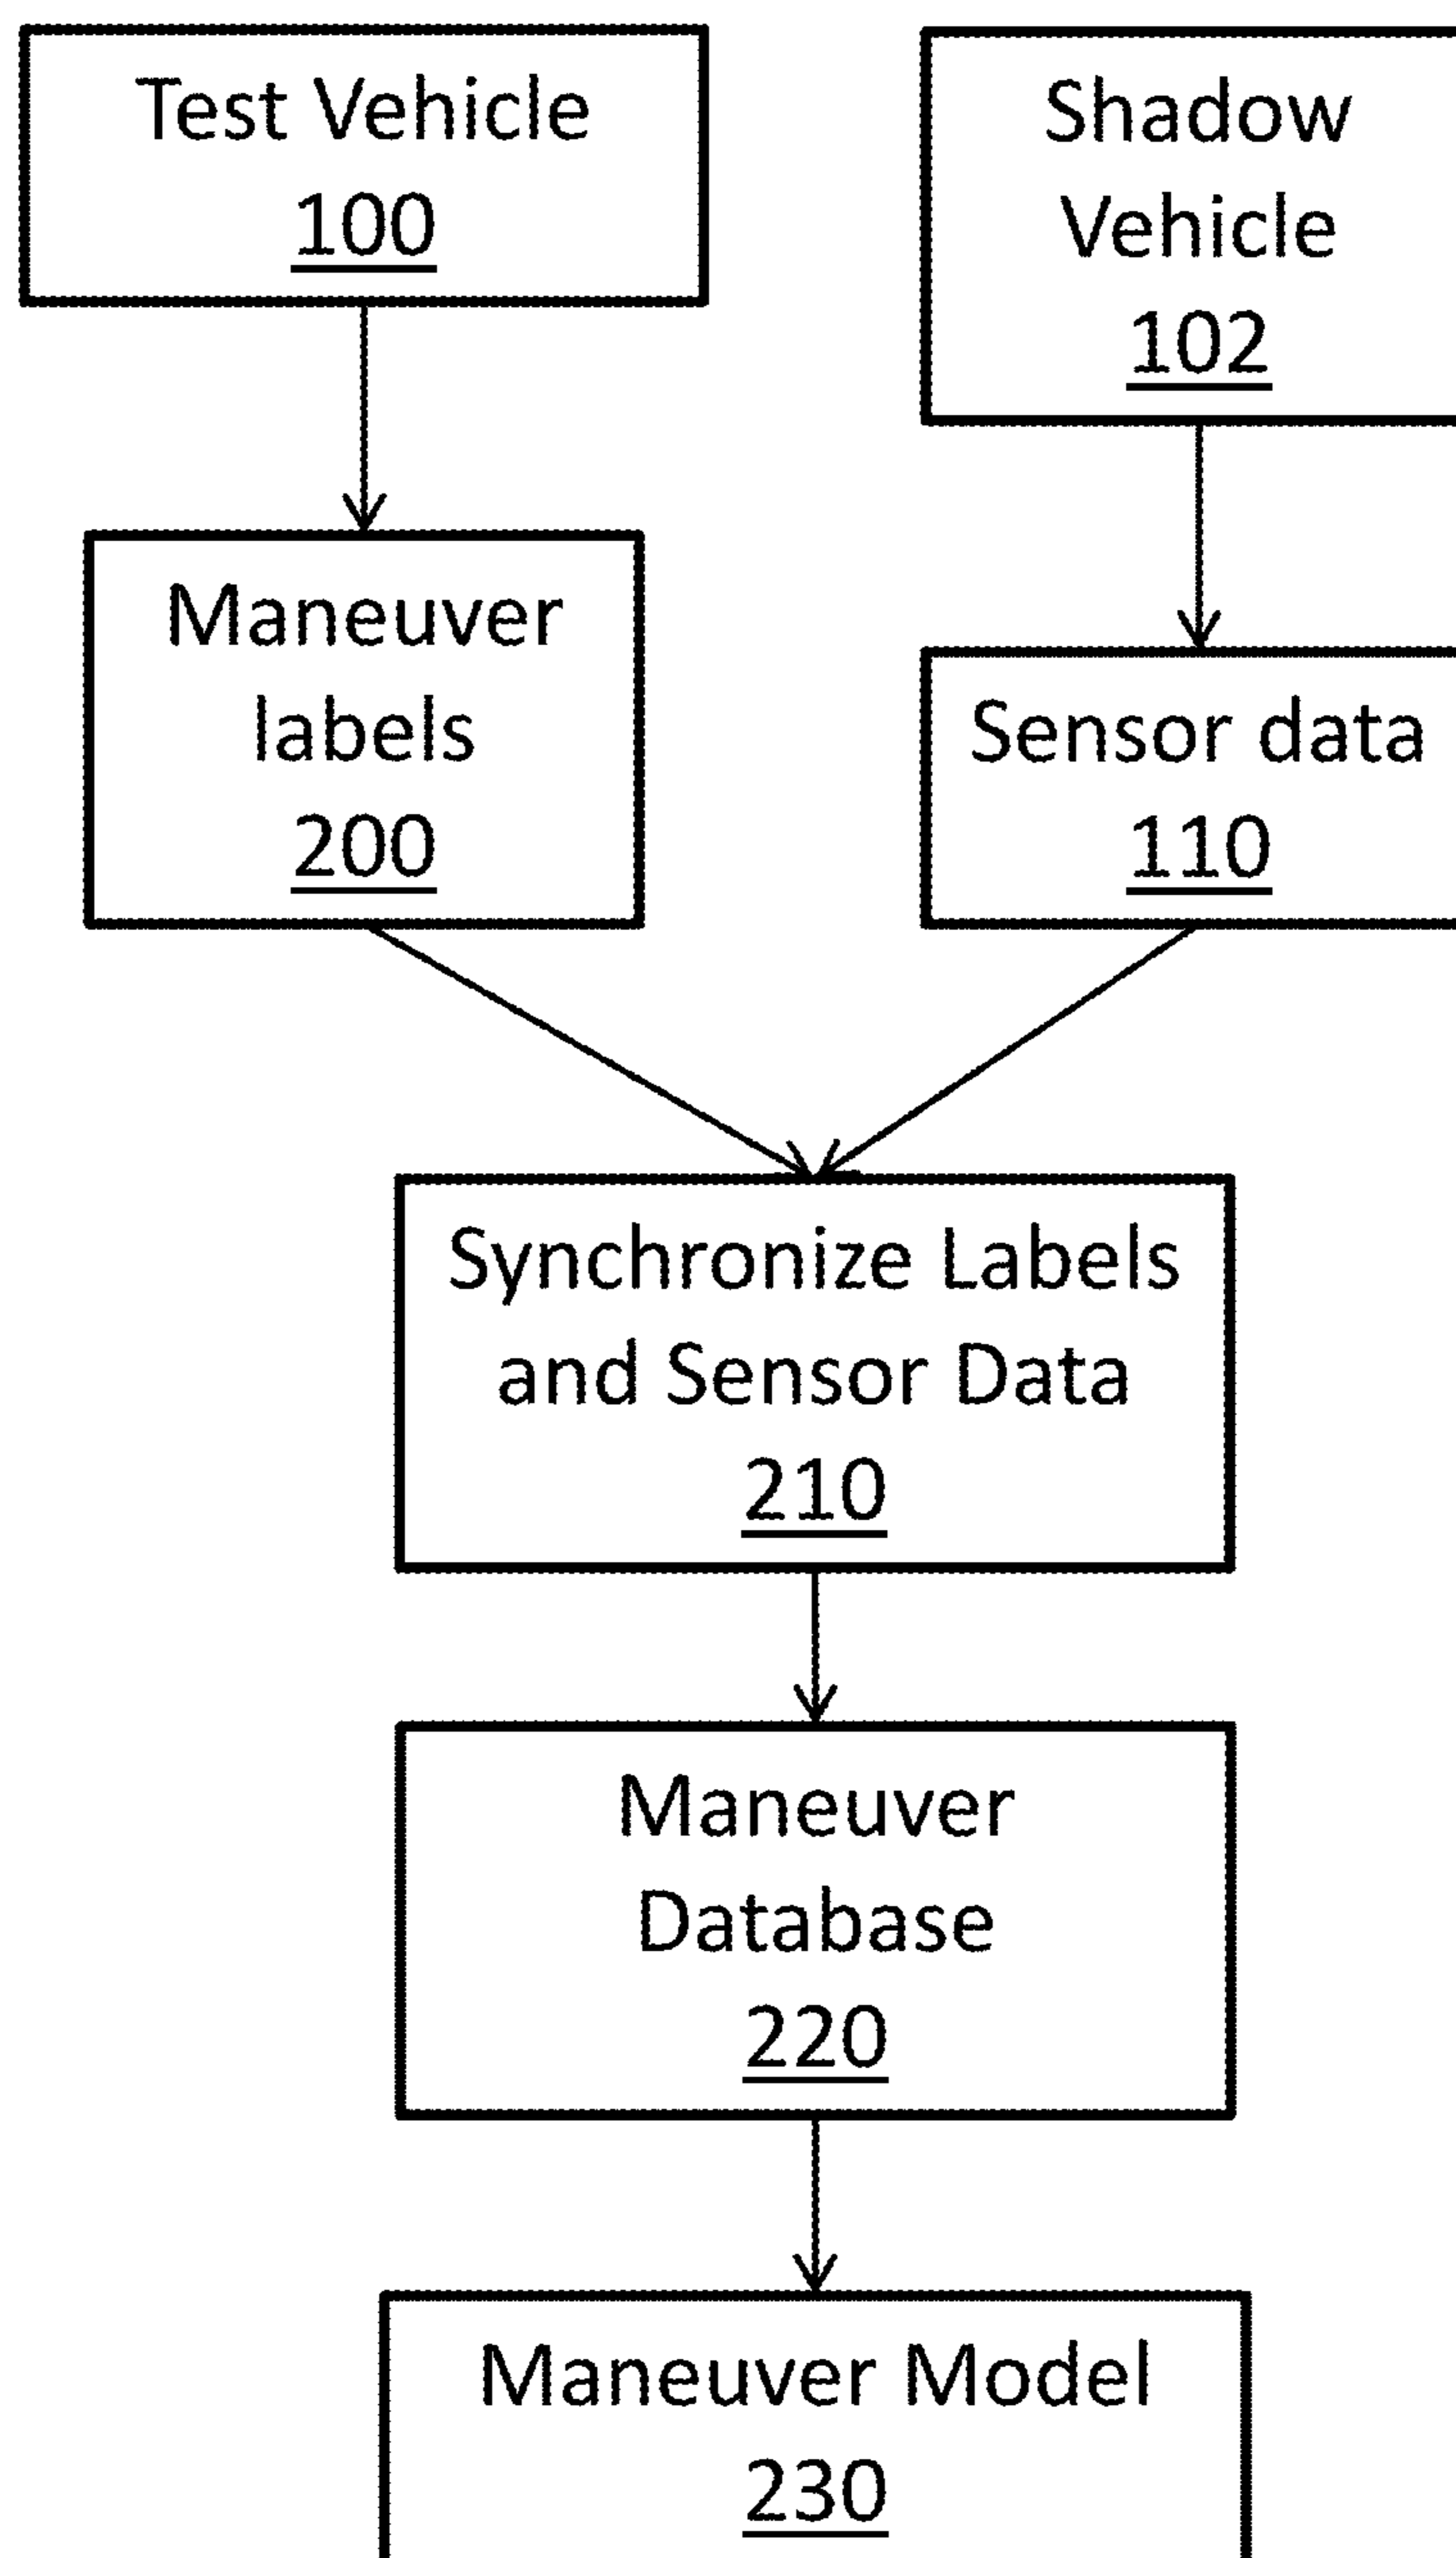 Test Vehicle
100
Shadow
Vehicle
102
Maneuver
labels
200
Sensor data
110
Synchronize Labels
and Sensor Data
210
Maneuver
Database
220
Maneuver Model
230